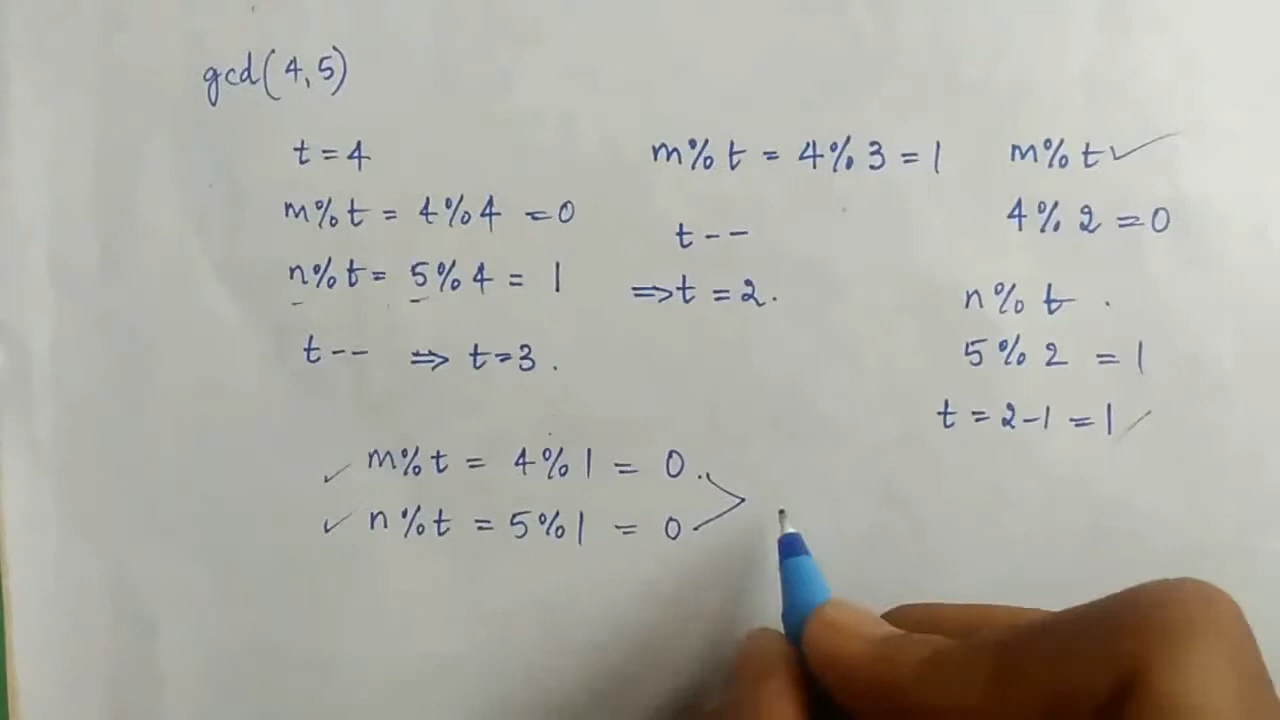 gcd(4,5)
t=4
m%t = 4%4 =0
n%t = 5%4 = 1
t-- ⇒ t=3.
m%t = 4%3=1
t--
⇒t=2.
m%t✓
4%2=0
n%t.
5%2 =1
t=2-1=1✓
✓ m%t = 4%1 = 0.
✓ n%t = 5%1 = 0